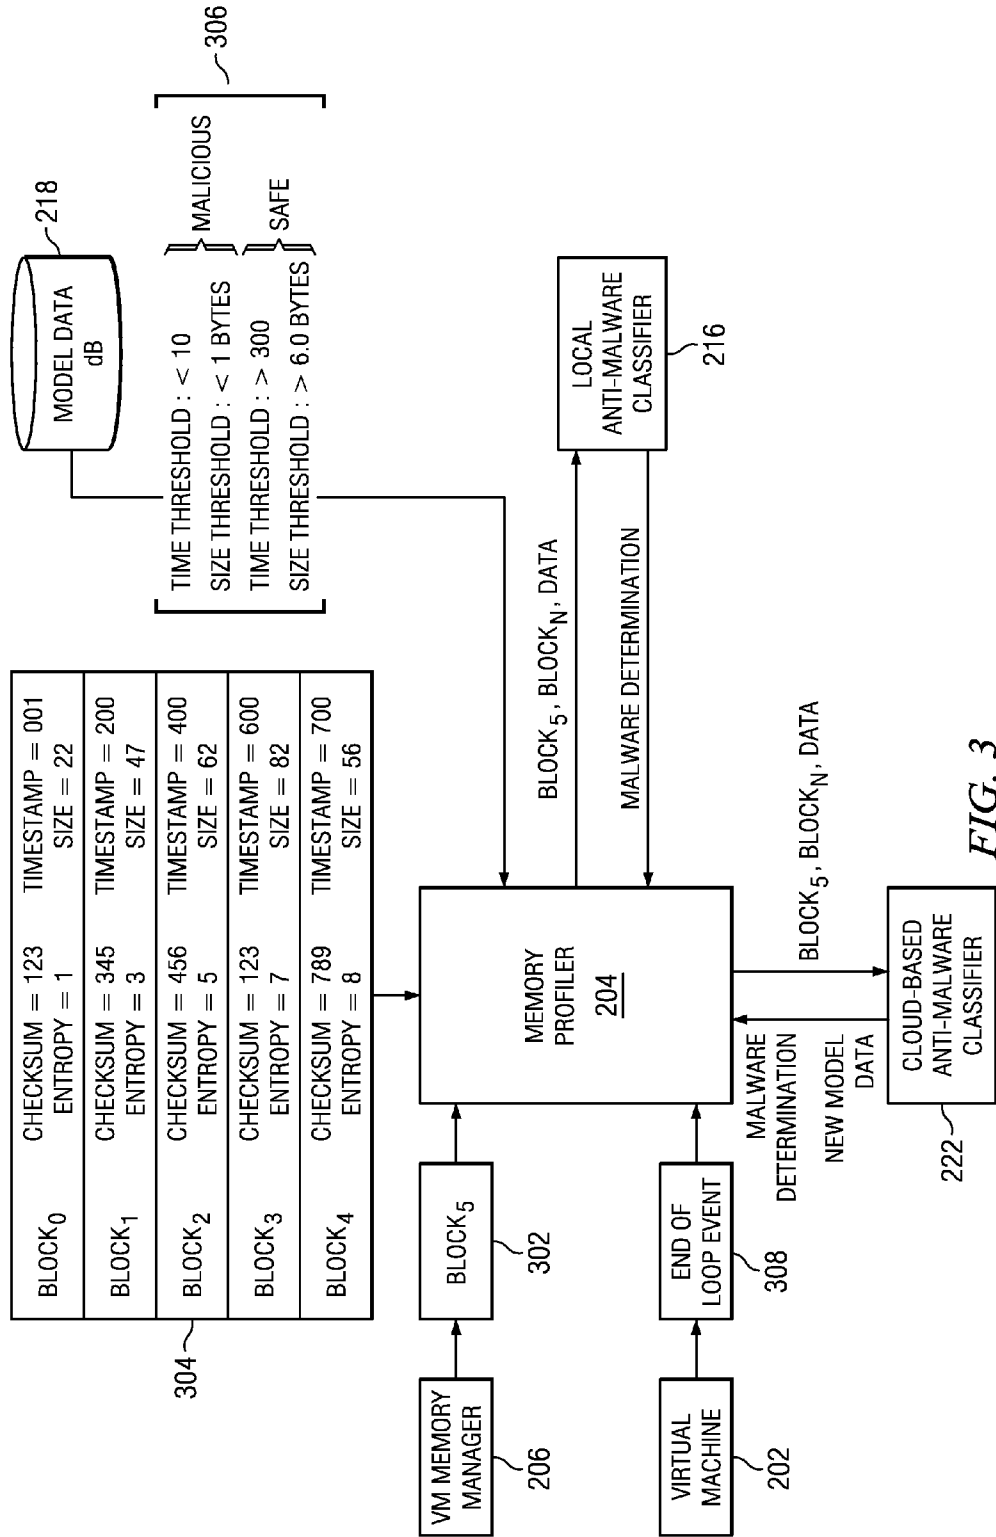 BLOCK0 CHECKSUM = 123 TIMESTAMP = 001
ENTROPY = 1 SIZE = 22
BLOCK1 CHECKSUM = 345 TIMESTAMP = 200
ENTROPY = 3 SIZE = 47
BLOCK2 CHECKSUM = 456 TIMESTAMP = 400
ENTROPY = 5 SIZE = 62
BLOCK3 CHECKSUM = 123 TIMESTAMP = 600
ENTROPY = 7 SIZE = 82
BLOCK4 CHECKSUM = 789 TIMESTAMP = 700
ENTROPY = 8 SIZE = 56
304
MODEL DATA
dB
218
TIME THRESHOLD : < 10
SIZE THRESHOLD : < 1 BYTES
MALICIOUS
TIME THRESHOLD : > 300
SIZE THRESHOLD : > 6.0 BYTES
SAFE
306
VM MEMORY
MANAGER
206
BLOCK5
302
MEMORY
PROFILER
204
BLOCK5, BLOCKN, DATA
MALWARE DETERMINATION
LOCAL
ANTI-MALWARE
CLASSIFIER
216
VIRTUAL
MACHINE
202
END OF
LOOP EVENT
308
MALWARE
DETERMINATION
NEW MODEL
DATA
BLOCK5, BLOCKN, DATA
CLOUD-BASED
ANTI-MALWARE
CLASSIFIER
222
FIG. 3